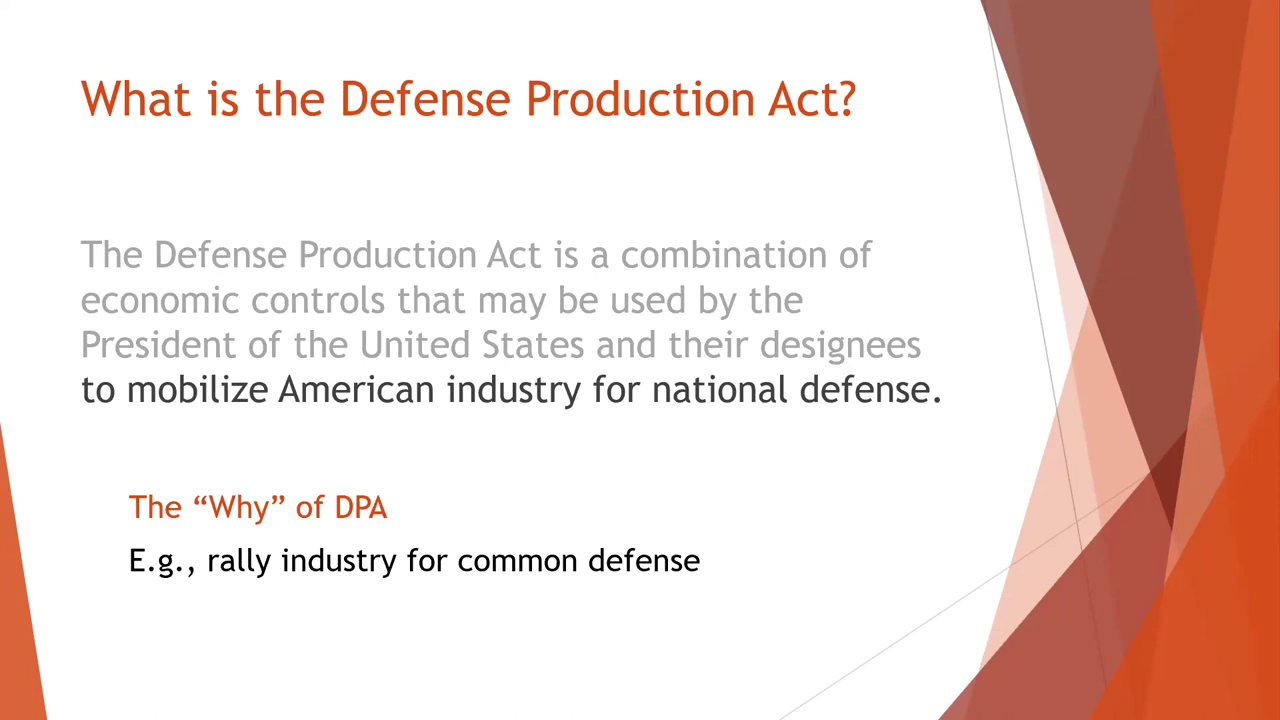 What is the Defense Production Act?
The Defense Production Act is a combination of
economic controls that may be used by the
President of the United States and their designees
to mobilize American industry for national defense.
The “Why” of DPA
E.g., rally industry for common defense